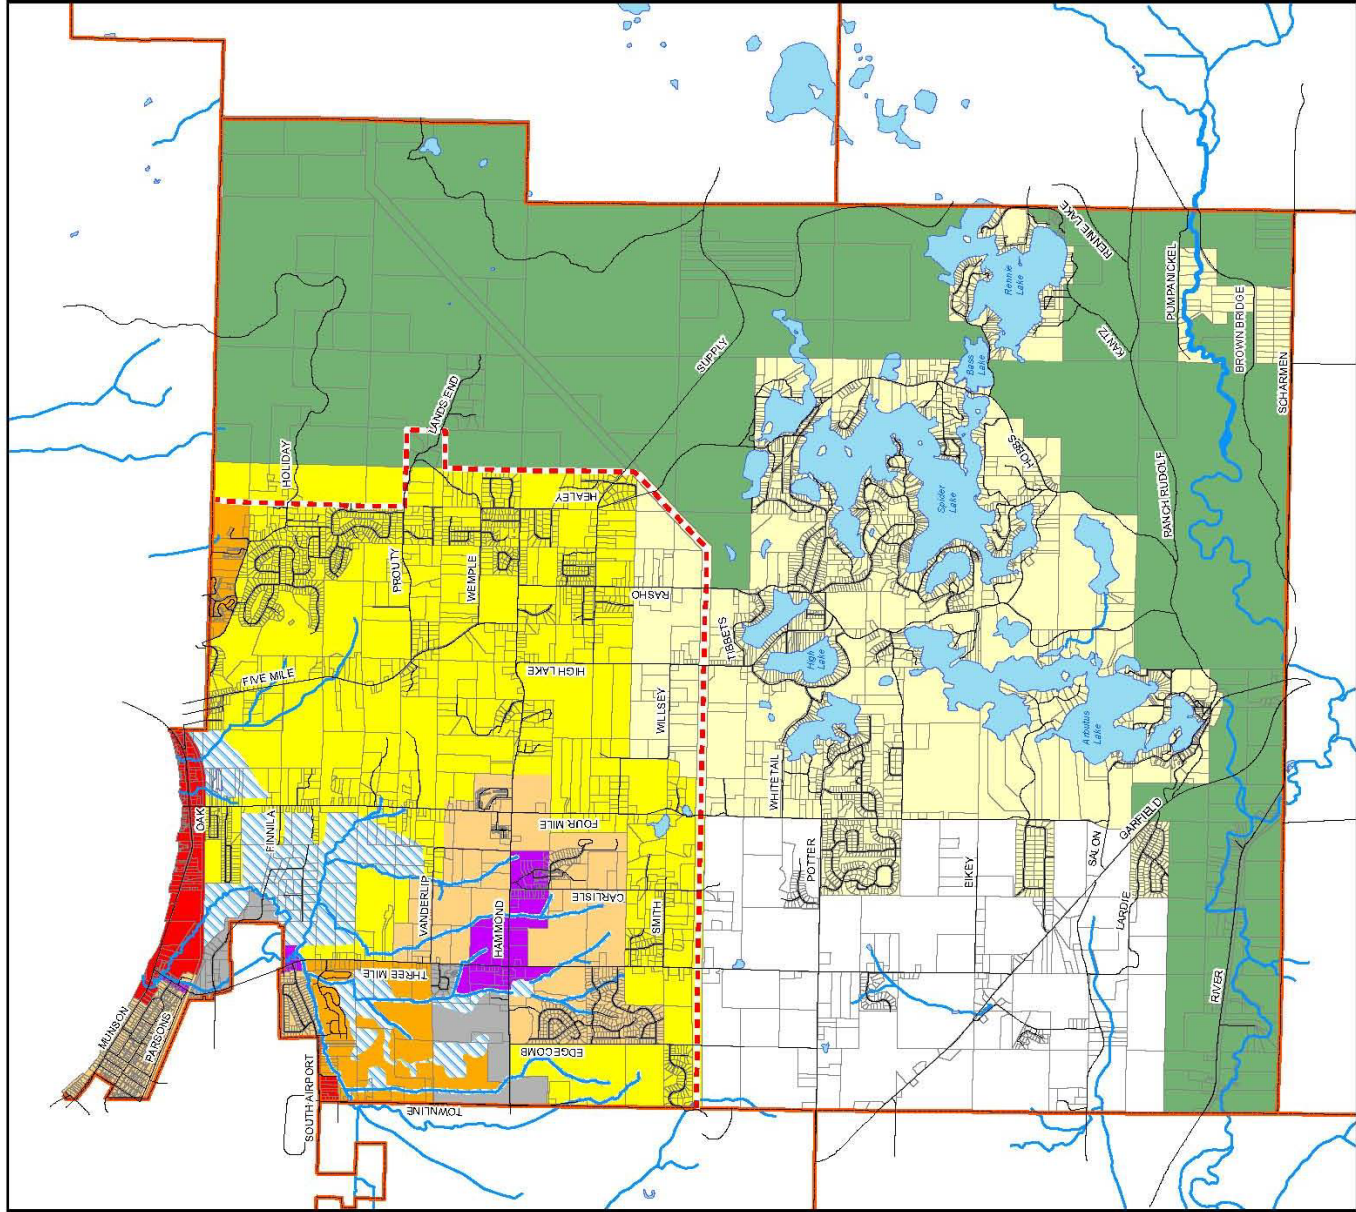 RENNIE LAKE
Rennie
Lake
PUMPANICKEL
BROWN BRIDGE
KANTZ
SCHARMEN
SUPPLY
LANDS END
Bass
Lake
HOLIDAY
HEALEY
HOBBS
RANCH RUDOLF
Spider
Lake
PROUTY
WEMPLE
RASHO
TIBBETS
FIVE MILE
HIGH LAKE
High
Lake
WILLSEY
Arbutus
Lake
WHITETAIL
OAK
FINNILA
FOUR MILE
GARFIELD
POTTER
SALON
EIKEY
VANDERLIP
HAMMOND
CARLISLE
SMITH
LARDIE
THREE MILE
RIVER
MUNSON
PARSONS
EDGECOMB
SOUTH AIRPORT
TOWNLINE